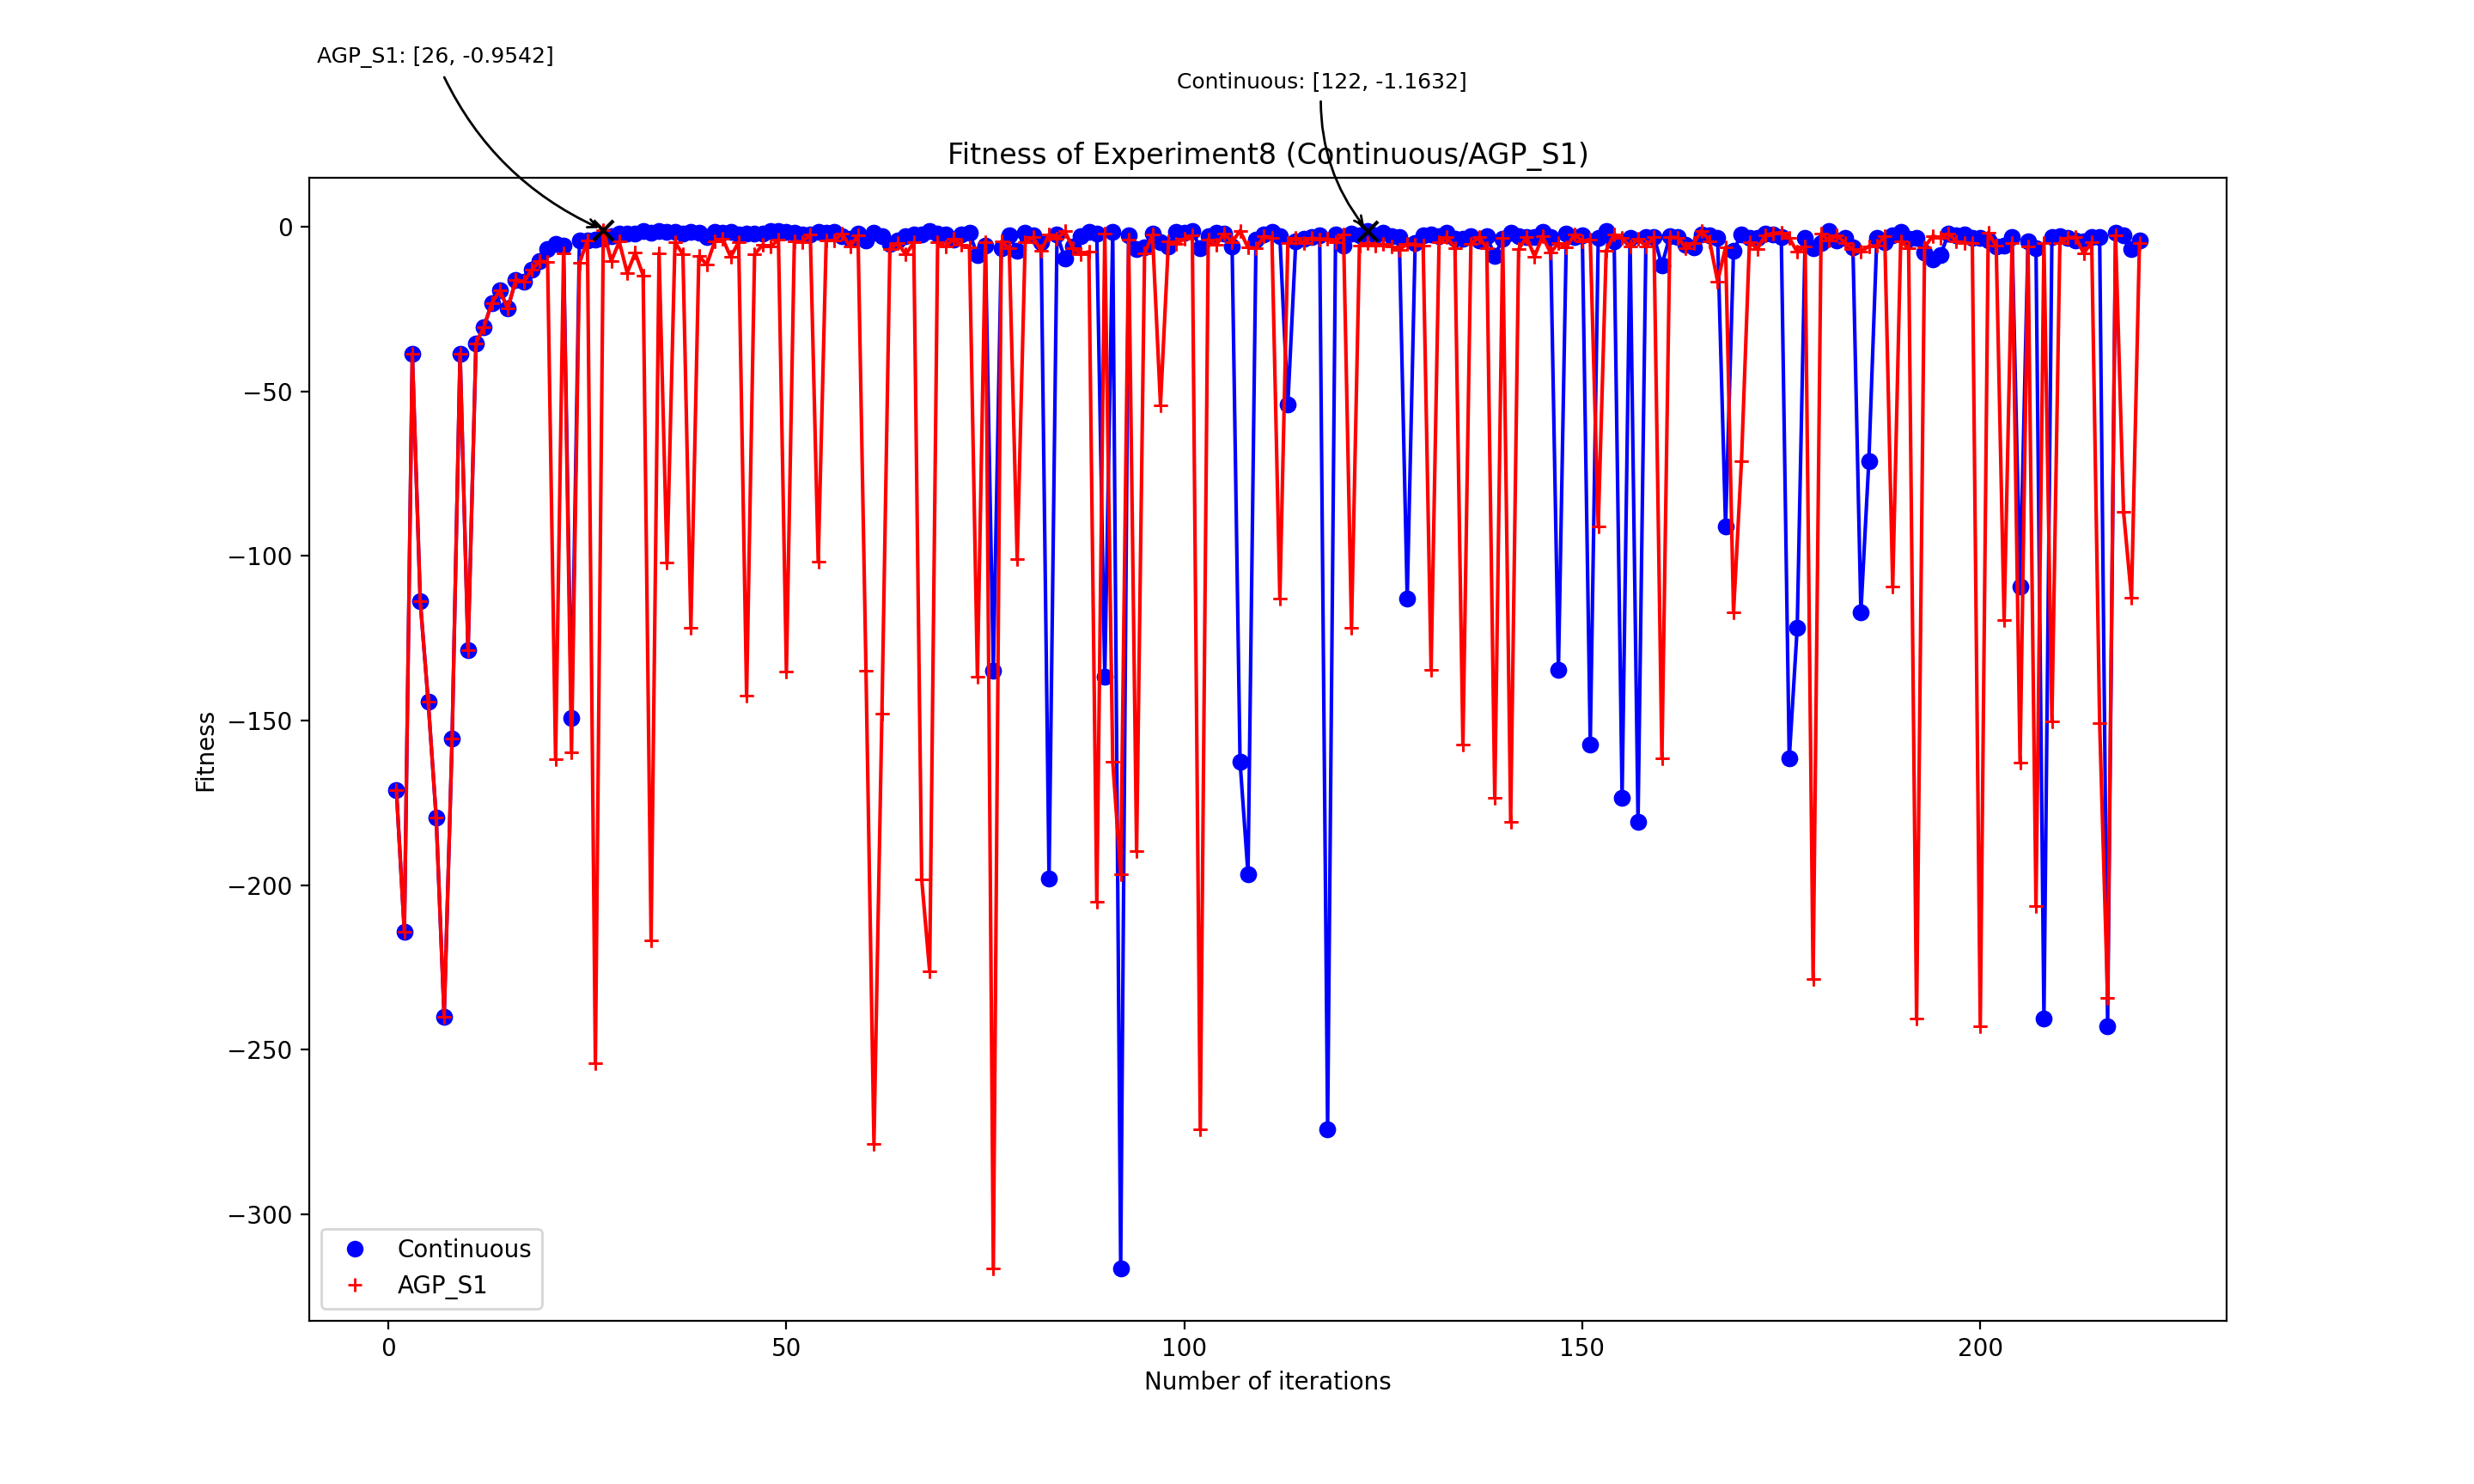 AGP_S1: [26, -0.9542]
Continuous: [122, -1.1632]
Fitness of Experiment8 (Continuous/AGP_S1)
0
−50
−100
−150
−200
−250
−300
Fitness
Continuous
AGP_S1
0 50 100 150 200
Number of iterations